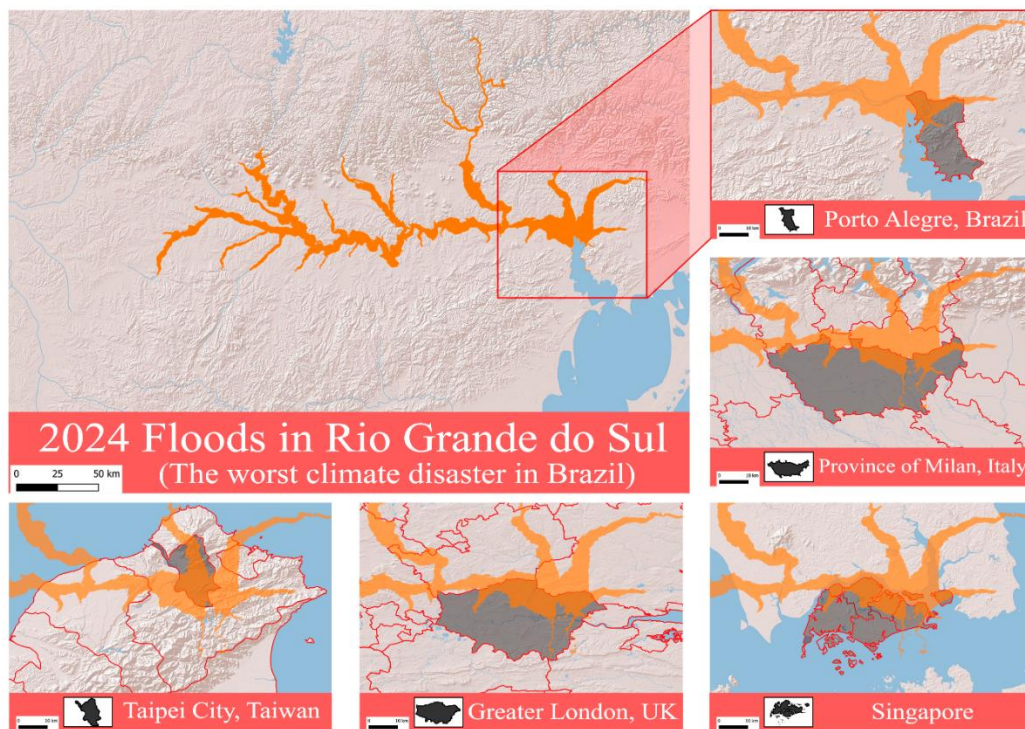 Porto Alegre, Brazil
2024 Floods in Rio Grande do Sul
(The worst climate disaster in Brazil)
0 25 50 km
Province of Milan, Italy
Taipei City, Taiwan
Greater London, UK
Singapore